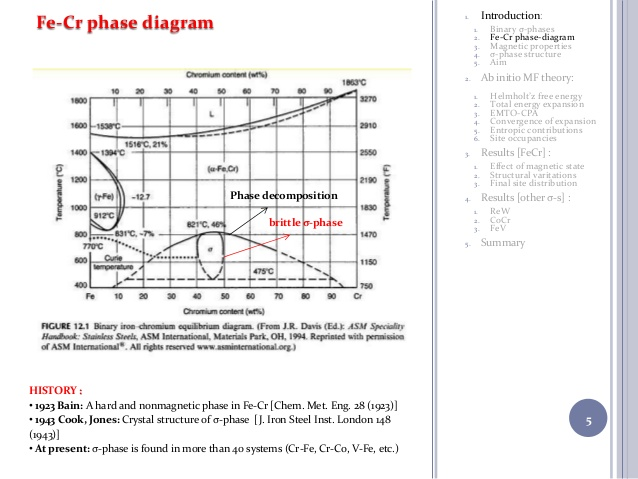 Fe-Cr phase diagram
Chromium content (wt%)
10 20 30 40 50 60 70 80 90
1863°C
1800
3270
L
1600
1538°C
2910
1516°C, 21%
1400
1394°C
2550
(α-Fe,Cr)
1200
2190
(γ-Fe)
~12.7
Phase decomposition
1000
1830
912°C
brittle σ-phase
831°C, ~7%
821°C, 46%
800
1470
770°C
σ
Curie
temperature
600
1150
475°C
400
750
Temperature (°C)
Temperature (°F)
Fe 10 20 30 40 50 60 70 80 90 Cr
Chromium content (wt%)
FIGURE 12.1 Binary iron–chromium equilibrium diagram. (From J.R. Davis (Ed.): ASM Speciality
Handbook: Stainless Steels, ASM International, Materials Park, OH, 1994. Reprinted with permission
of ASM International®. All rights reserved www.asminternational.org.)
HISTORY :
• 1923 Bain: A hard and nonmagnetic phase in Fe-Cr [Chem. Met. Eng. 28 (1923)]
• 1943 Cook, Jones: Crystal structure of σ-phase [J. Iron Steel Inst. London 148
(1943)]
• At present: σ-phase is found in more than 40 systems (Cr-Fe, Cr-Co, V-Fe, etc.)
1. Introduction:
1. Binary σ-phases
2. Fe-Cr phase-diagram
3. Magnetic properties
4. σ-phase structure
5. Aim
2. Ab initio MF theory:
1. Helmholt'z free energy
2. Total energy expansion
3. EMTO-CPA
4. Convergence of expansion
5. Entropic contributions
6. Site occupancies
3. Results [FeCr] :
1. Effect of magnetic state
2. Structural varitations
3. Final site distribution
4. Results [other σ-s] :
1. ReW
2. CoCr
3. FeV
5. Summary
5